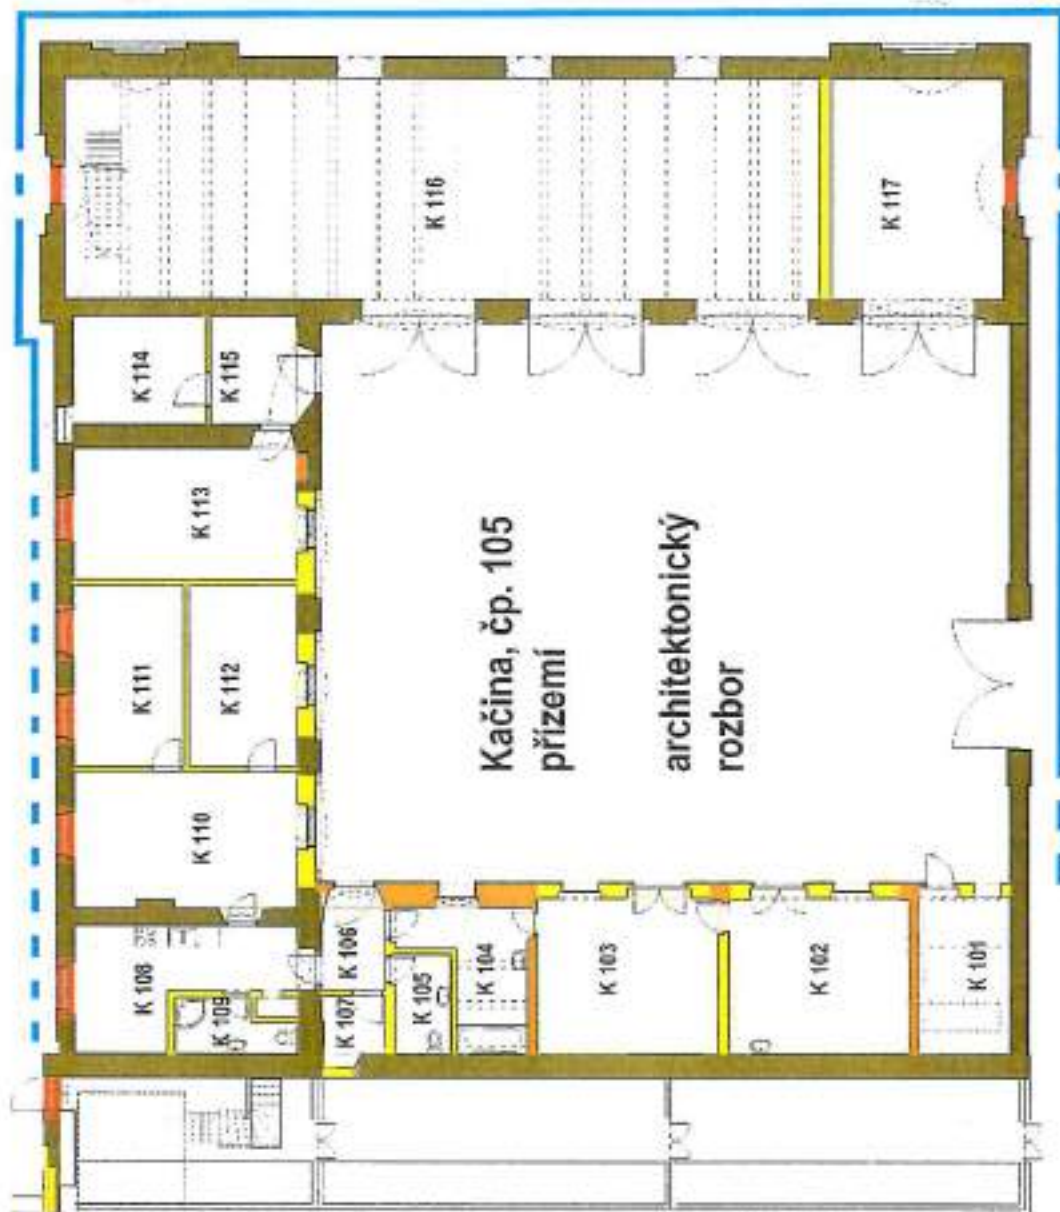 Kačina, čp. 105
přízemí
architektonický
rozbor
K 101
K 102
K 103
K 104
K 105
K 106
K 107
K 108
K 109
K 110
K 111
K 112
K 113
K 114
K 115
K 116
K 117